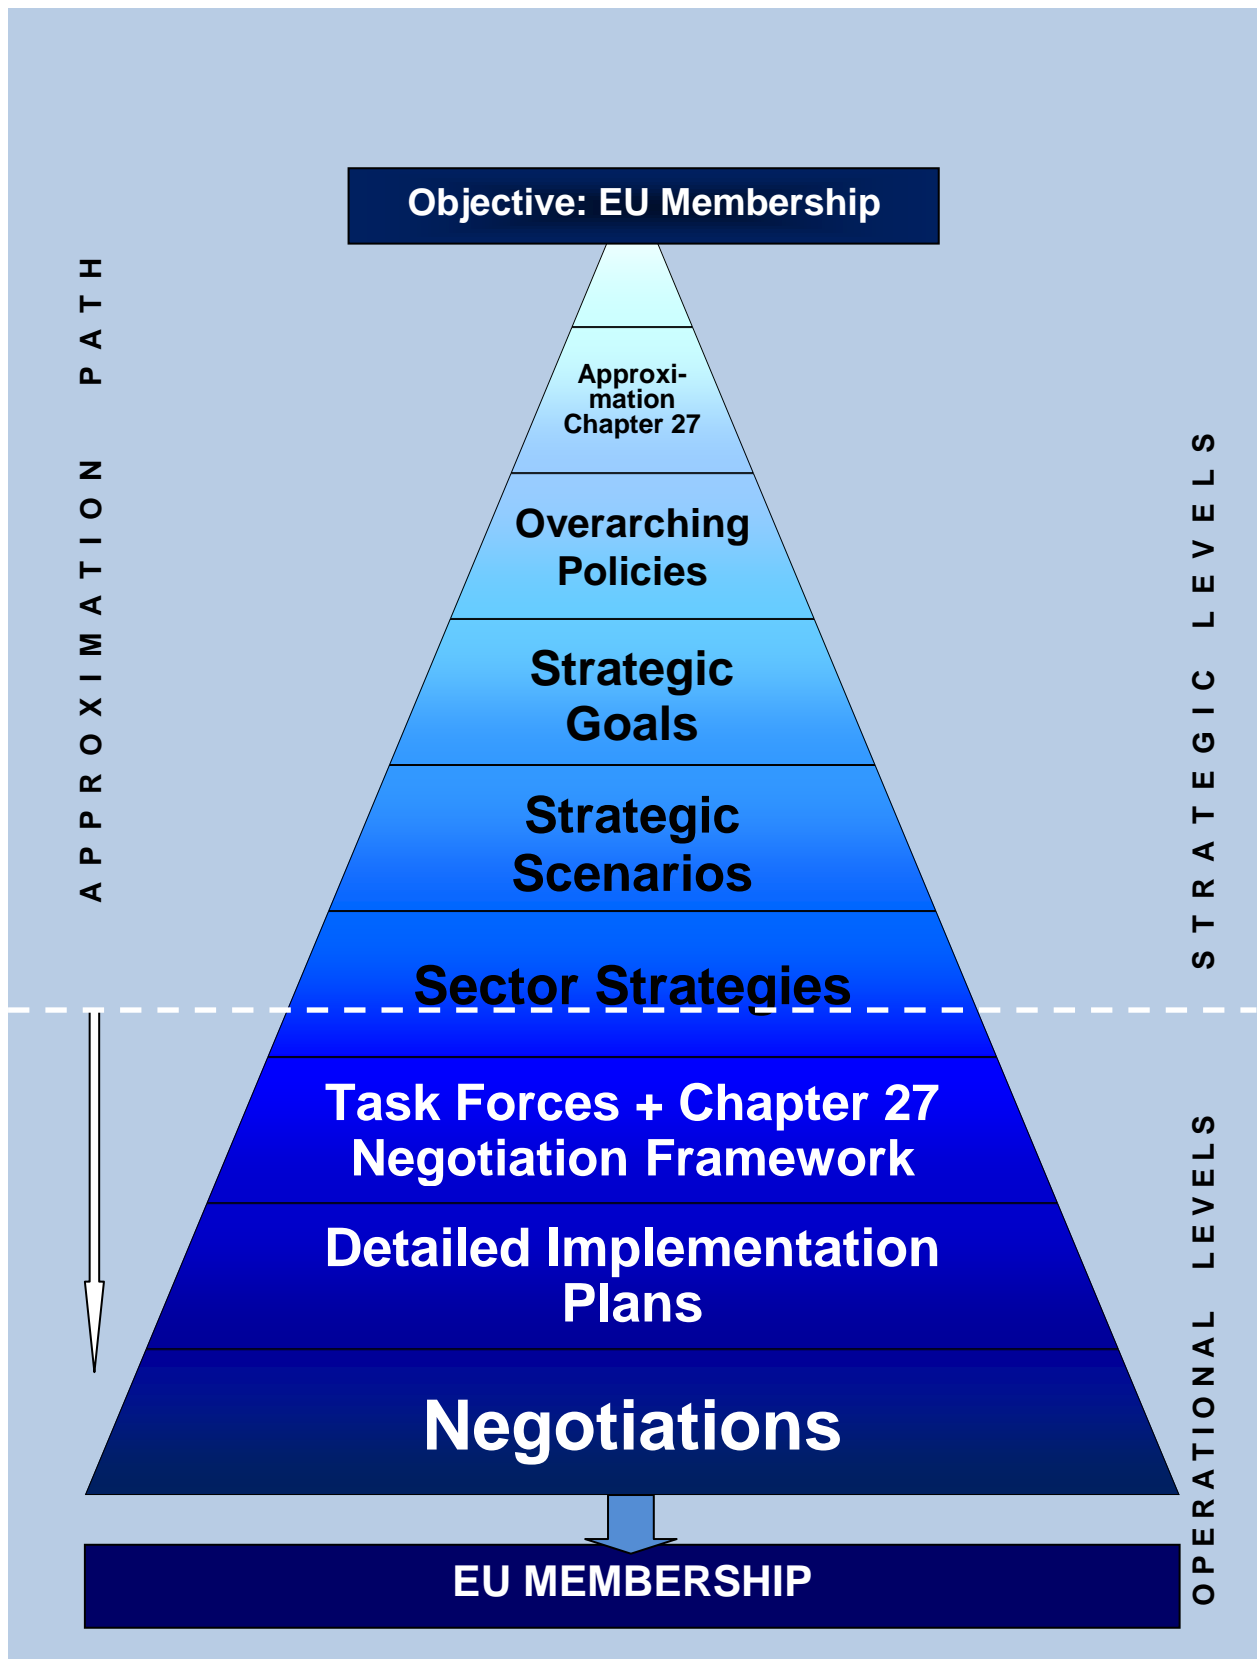 Objective: EU Membership
APPROXIMATION PATH
Approxi-
mation
Chapter 27
Overarching
Policies
Strategic
Goals
Strategic
Scenarios
Sector Strategies
STRATEGIC LEVELS
Task Forces + Chapter 27
Negotiation Framework
Detailed Implementation
Plans
Negotiations
OPERATIONAL LEVELS
EU MEMBERSHIP